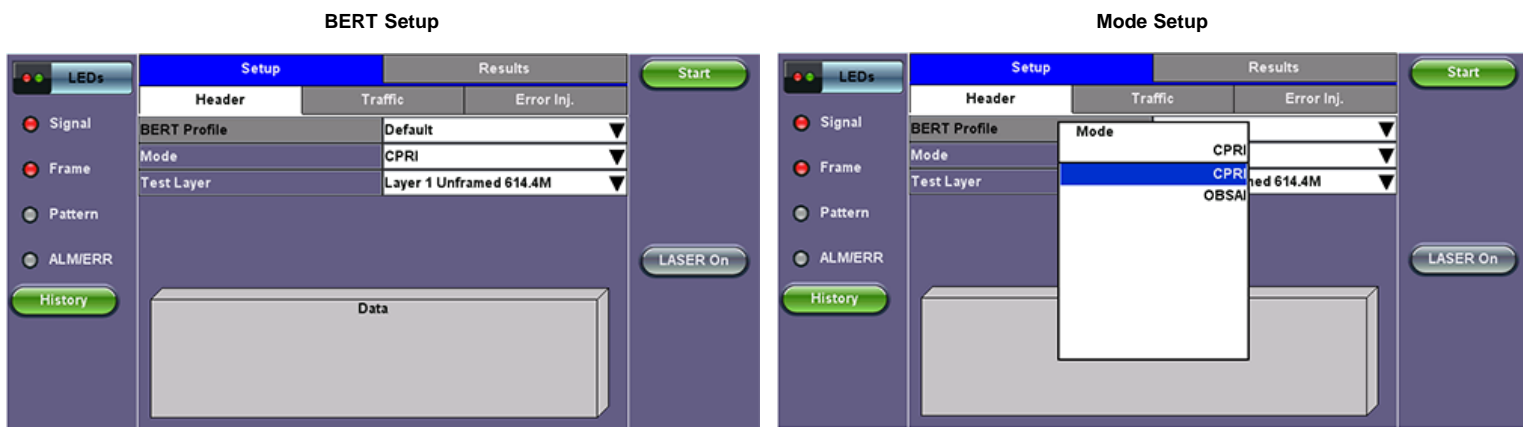 BERT Setup
LEDs
Setup
Results
Start
Header
Traffic
Error Inj.
Signal
BERT Profile
Default
Mode
CPRI
Frame
Test Layer
Layer 1 Unframed 614.4M
Pattern
ALM/ERR
LASER On
History
Data
Mode Setup
LEDs
Setup
Results
Start
Header
Traffic
Error Inj.
Signal
BERT Profile
Mode
CPRI
Mode
Frame
CPRI
Test Layer
med 614.4M
OBSAI
Pattern
ALM/ERR
LASER On
History